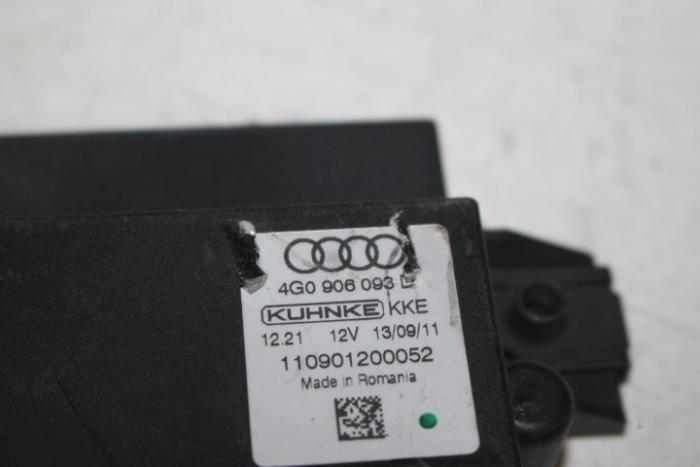 4G0 906 093
KUHNKE KKE
12.21 12V 13/09/11
110901200052
Made in Romania